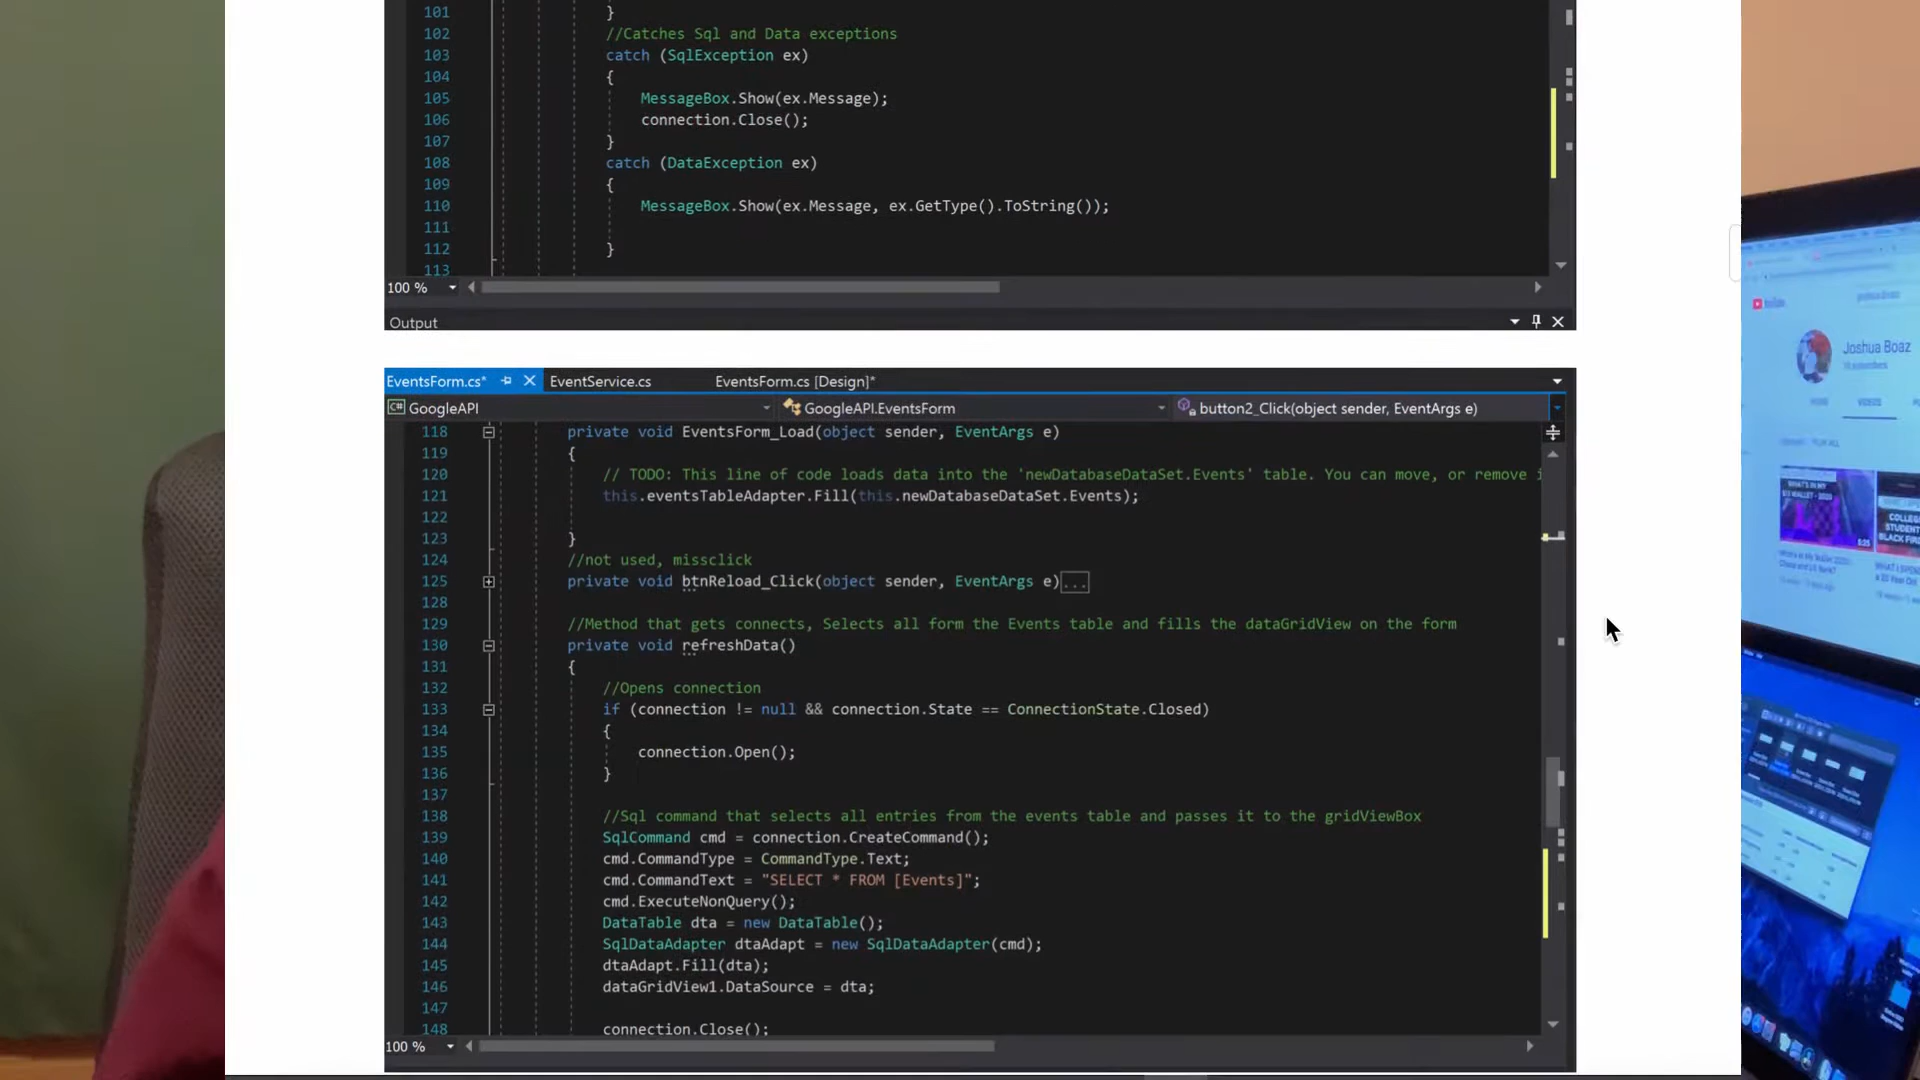 101 }
102 //Catches Sql and Data exceptions
103 catch (SqlException ex)
104 {
105 MessageBox.Show(ex.Message);
106 connection.Close();
107 }
108 catch (DataException ex)
109 {
110 MessageBox.Show(ex.Message, ex.GetType().ToString());
111
112 }
113
100 %
Output
EventsForm.cs* EventService.cs EventsForm.cs [Design]*
C# GoogleAPI GoogleAPI.EventsForm button2_Click(object sender, EventArgs e)
118 private void EventsForm_Load(object sender, EventArgs e)
119 {
120 // TODO: This line of code loads data into the 'newDatabaseDataSet.Events' table. You can move, or remove i
121 this.eventsTableAdapter.Fill(this.newDatabaseDataSet.Events);
122
123 }
124 //not used, missclick
125 private void btnReload_Click(object sender, EventArgs e)...
128
129 //Method that gets connects, Selects all form the Events table and fills the dataGridView on the form
130 private void refreshData()
131 {
132 //Opens connection
133 if (connection != null && connection.State == ConnectionState.Closed)
134 {
135 connection.Open();
136 }
137
138 //Sql command that selects all entries from the events table and passes it to the gridViewBox
139 SqlCommand cmd = connection.CreateCommand();
140 cmd.CommandType = CommandType.Text;
141 cmd.CommandText = "SELECT * FROM [Events]";
142 cmd.ExecuteNonQuery();
143 DataTable dta = new DataTable();
144 SqlDataAdapter dtaAdapt = new SqlDataAdapter(cmd);
145 dtaAdapt.Fill(dta);
146 dataGridView1.DataSource = dta;
147
148 connection.Close();
100 %
Joshua Boaz
VIDEOS
WHAT'S IN MY
WALLET - 2020
COLLEGE
STUDENT
BLACK FRI